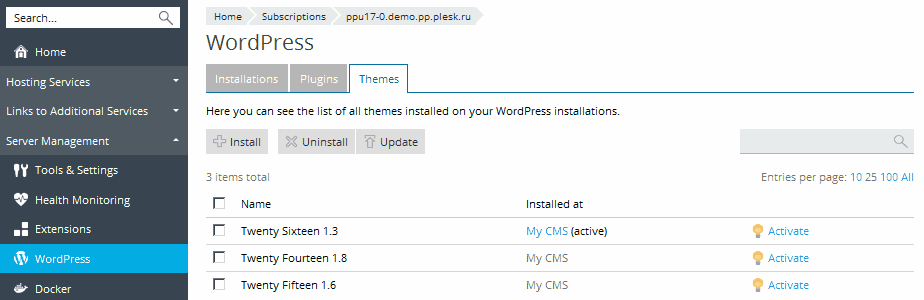 Search...
Home
Hosting Services
Links to Additional Services
Server Management
Tools & Settings
Health Monitoring
Extensions
WordPress
Docker
Home Subscriptions ppu17-0.demo.pp.plesk.ru
WordPress
Installations Plugins Themes
Here you can see the list of all themes installed on your WordPress installations.
Install Uninstall Update
3 items total Entries per page: 10 25 100 All
Name Installed at
Twenty Sixteen 1.3 My CMS (active) Activate
Twenty Fourteen 1.8 My CMS Activate
Twenty Fifteen 1.6 My CMS Activate